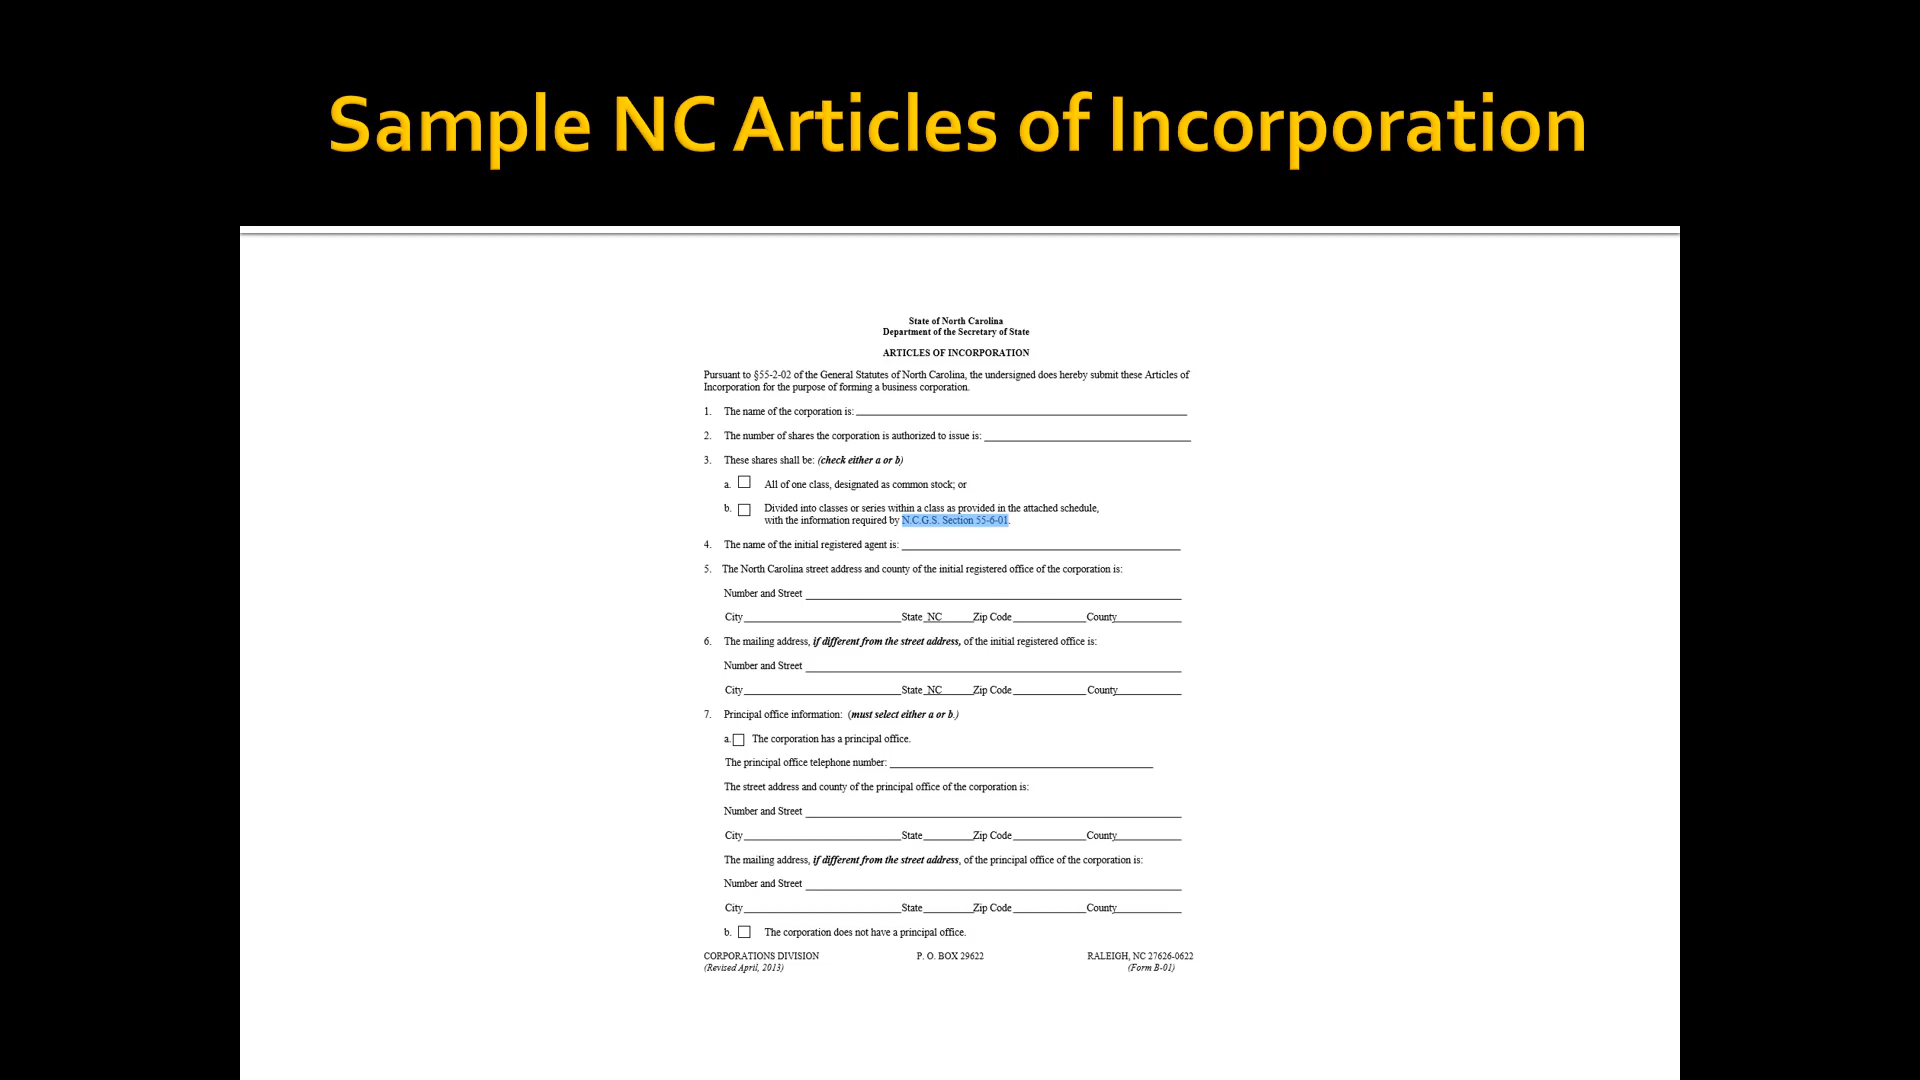 Sample NC Articles of Incorporation
State of North Carolina
Department of the Secretary of State
ARTICLES OF INCORPORATION
Pursuant to §55-2-02 of the General Statutes of North Carolina, the undersigned does hereby submit these Articles of
Incorporation for the purpose of forming a business corporation.
1. The name of the corporation is:
2. The number of shares the corporation is authorized to issue is:
3. These shall be: (check either a or b)
a. All of one class, designated as common stock; or
b. Divided into classes or series within a class as provided in the attached schedule,
with the information required by N.C.G.S. Section 55-6-01.
4. The name of the initial registered agent is:
5. The North Carolina street address and county of the initial registered office of the corporation is:
Number and Street
City State NC Zip Code County
6. The mailing address, if different from the street address, of the initial registered office is:
Number and Street
City State NC Zip Code County
7. Principal office information: (must select either a or b.)
a. The corporation has a principal office.
The principal office telephone number:
The street address and county of the principal office of the corporation is:
Number and Street
City State Zip Code County
The mailing address, if different from the street address, of the principal office of the corporation is:
Number and Street
City State Zip Code County
b. The corporation does not have a principal office.
CORPORATIONS DIVISION P. O. BOX 29622 RALEIGH, NC 27626-0622
(Revised April, 2013) (Form B-01)